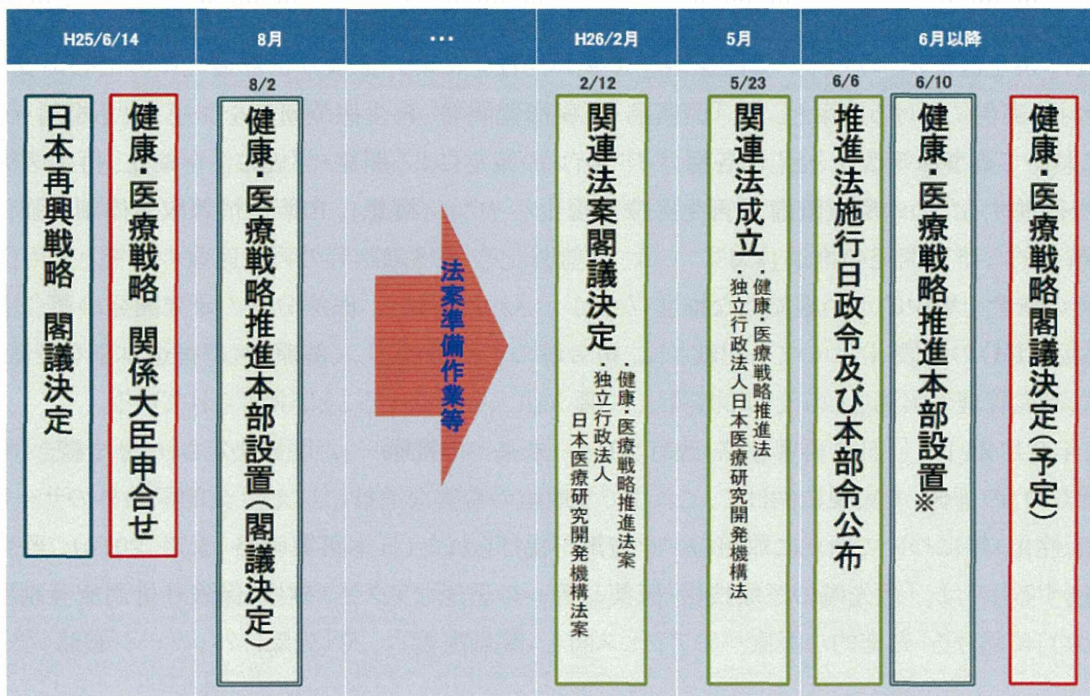 H25/6/14
8月
…
H26/2月
5月
6月以降
日本再興戦略 閣議決定
健康・医療戦略 関係大臣申合せ
8/2
健康・医療戦略推進本部設置(閣議決定)
法案準備作業等
2/12
関連法案閣議決定
・健康・医療戦略推進法案
・独立行政法人
日本医療研究開発機構法案
5/23
関連法成立
・健康・医療戦略推進法
・独立行政法人日本医療研究開発機構法
6/6
推進法施行日政令及び本部令公布
6/10
健康・医療戦略推進本部設置※
健康・医療戦略閣議決定(予定)